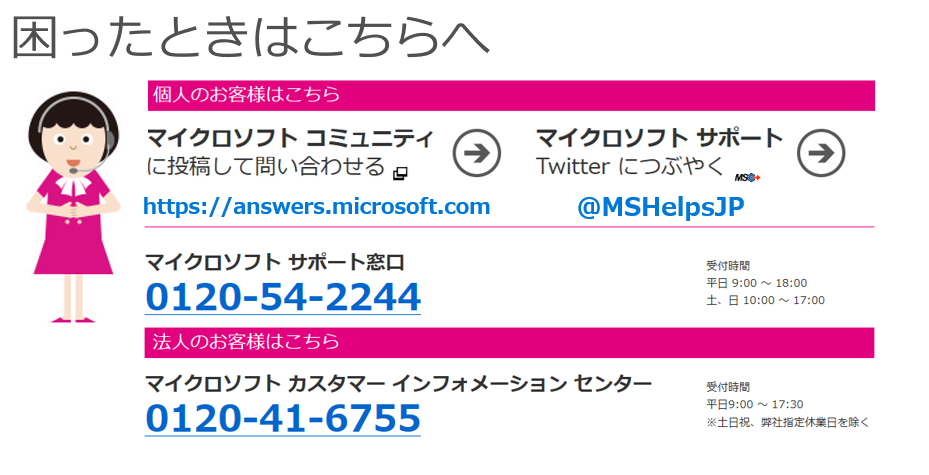 困ったときはこちらへ
個人のお客様はこちら
マイクロソフト コミュニティ
に投稿して問い合わせる
https://answers.microsoft.com
マイクロソフト サポート
Twitter につぶやく
@MSHelpsJP
マイクロソフト サポート窓口
0120-54-2244
受付時間
平日 9:00 ～ 18:00
土、日 10:00 ～ 17:00
法人のお客様はこちら
マイクロソフト カスタマー インフォメーション センター
0120-41-6755
受付時間
平日9:00 ～ 17:30
※土日祝、弊社指定休業日を除く